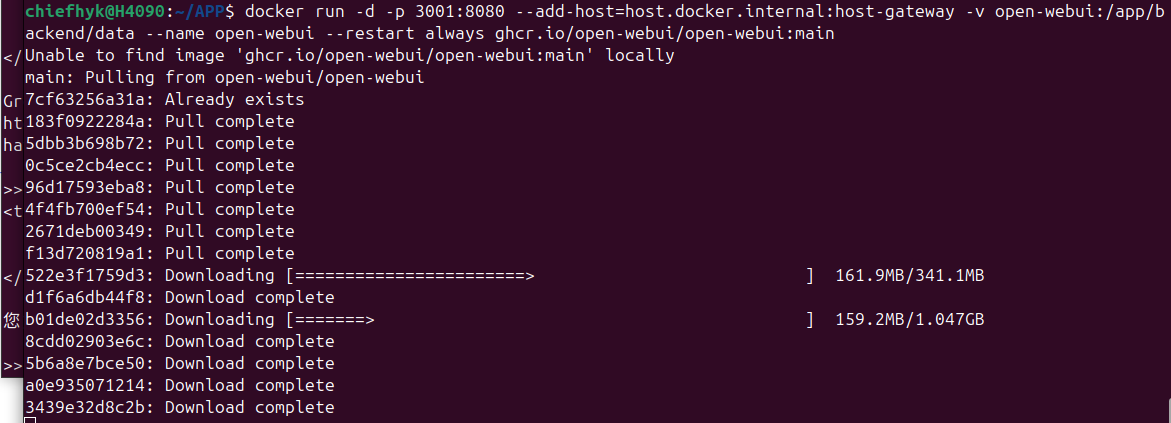 chiefhyk@H4090:~/APP$ docker run -d -p 3001:8080 --add-host=host.docker.internal:host-gateway -v open-webui:/app/b
ackend/data --name open-webui --restart always ghcr.io/open-webui/open-webui:main
</
Unable to find image 'ghcr.io/open-webui/open-webui:main' locally
main: Pulling from open-webui/open-webui
Gr
7cf63256a31a: Already exists
ht
183f0922284a: Pull complete
ha
5dbb3b698b72: Pull complete
0c5ce2cb4ecc: Pull complete
>>
96d17593eba8: Pull complete
<t
4f4fb700ef54: Pull complete
2671deb00349: Pull complete
f13d720819a1: Pull complete
</
522e3f1759d3: Downloading [=======================>                           ]  161.9MB/341.1MB
d1f6a6db44f8: Download complete
您
b01de02d3356: Downloading [=======>                                           ]  159.2MB/1.047GB
8cdd02903e6c: Download complete
>>
5b6a8e7bce50: Download complete
a0e935071214: Download complete
3439e32d8c2b: Download complete